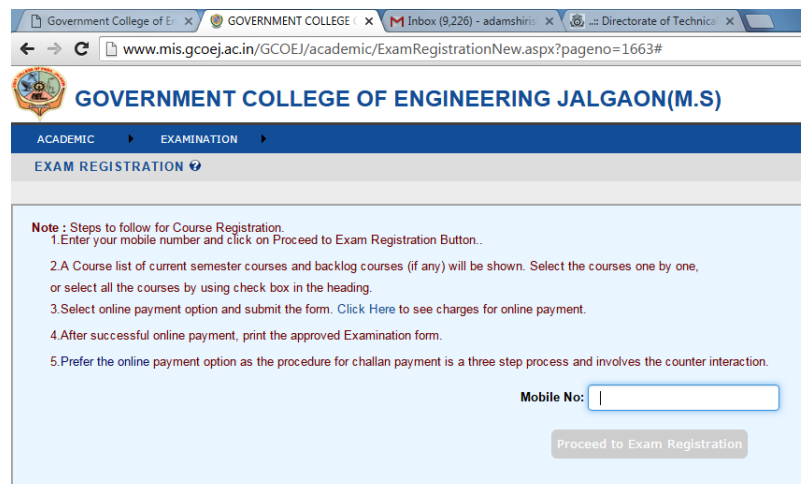 Government College of En
GOVERNMENT COLLEGE
Inbox (9,226) - adamshiris
..:: Directorate of Technical
www.mis.gcoej.ac.in/GCOEJ/academic/ExamRegistrationNew.aspx?pageno=1663#
GOVERNMENT COLLEGE OF ENGINEERING JALGAON(M.S)
ACADEMIC EXAMINATION
EXAM REGISTRATION
Note : Steps to follow for Course Registration.
1.Enter your mobile number and click on Proceed to Exam Registration Button..
2.A Course list of current semester courses and backlog courses (if any) will be shown. Select the courses one by one,
or select all the courses by using check box in the heading.
3.Select online payment option and submit the form. Click Here to see charges for online payment.
4.After successful online payment, print the approved Examination form.
5.Prefer the online payment option as the procedure for challan payment is a three step process and involves the counter interaction.
Mobile No:
Proceed to Exam Registration